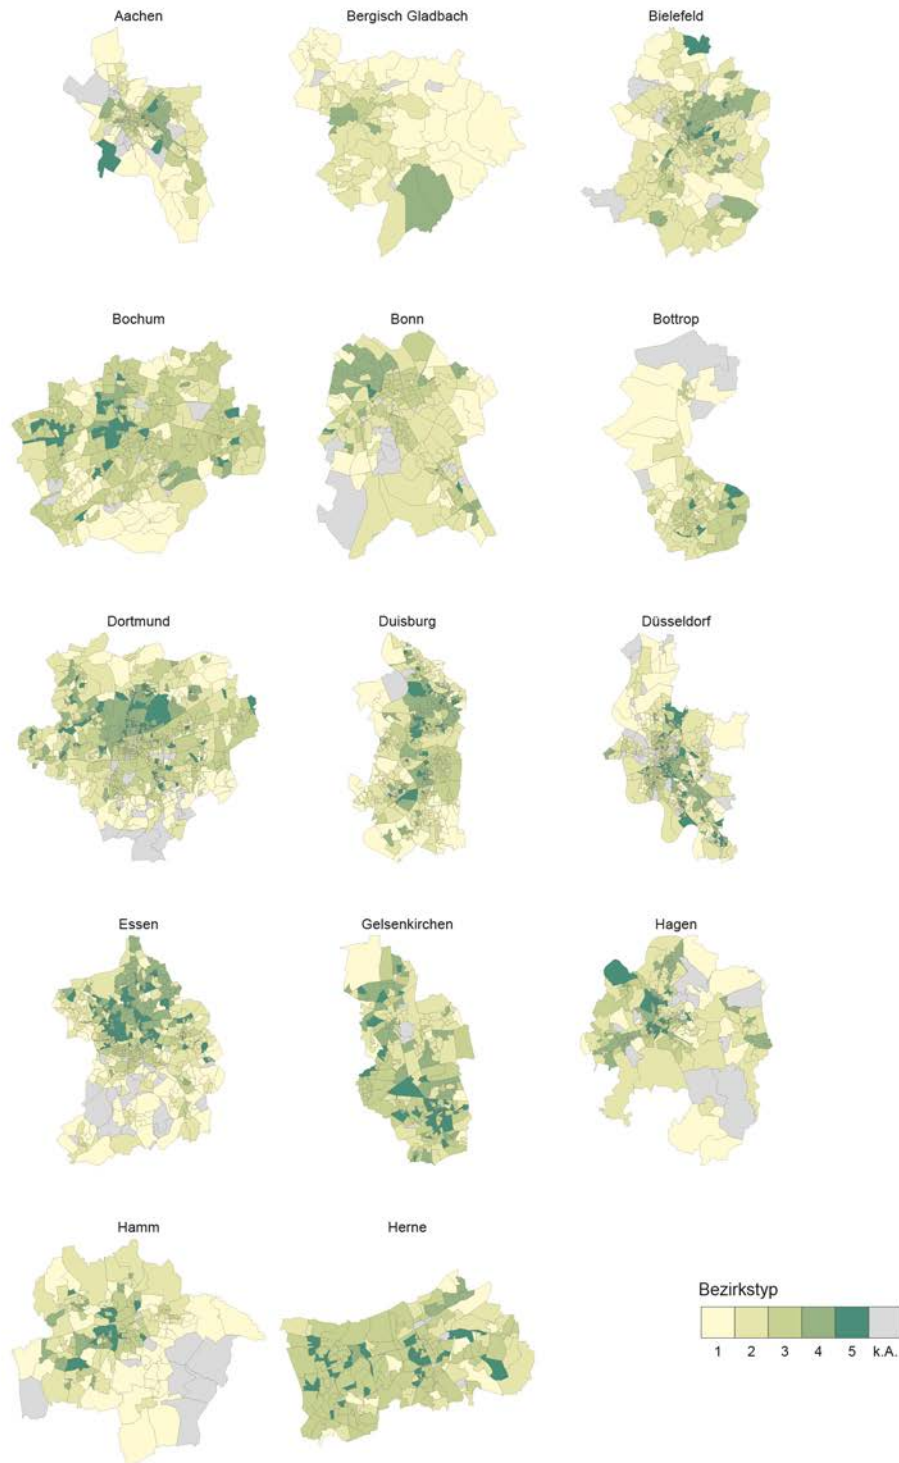 Aachen
Bergisch Gladbach
Bielefeld
Bochum
Bonn
Bottrop
Dortmund
Duisburg
Düsseldorf
Essen
Gelsenkirchen
Hagen
Hamm
Herne
Bezirkstyp
1 2 3 4 5 k.A.